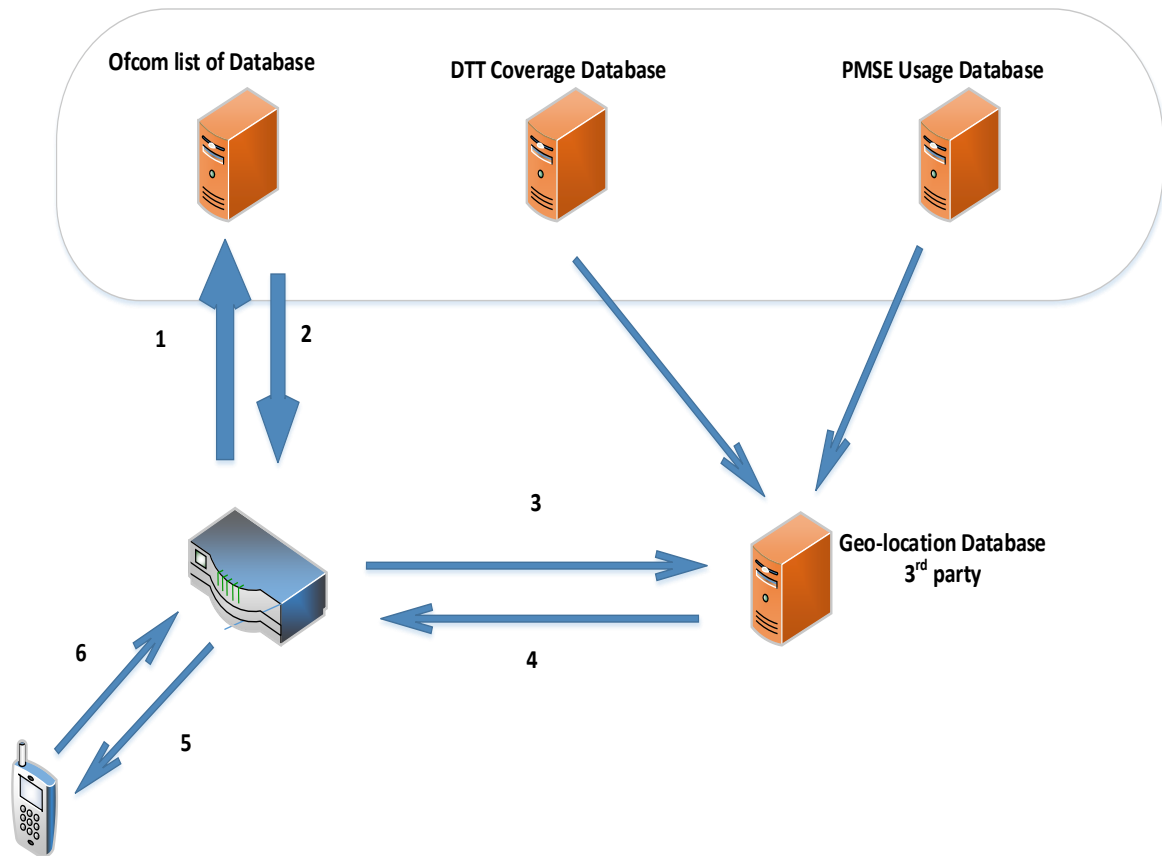 Ofcom list of Database
DTT Coverage Database
PMSE Usage Database
1
2
3
Geo-location Database
3rd party
4
6
5